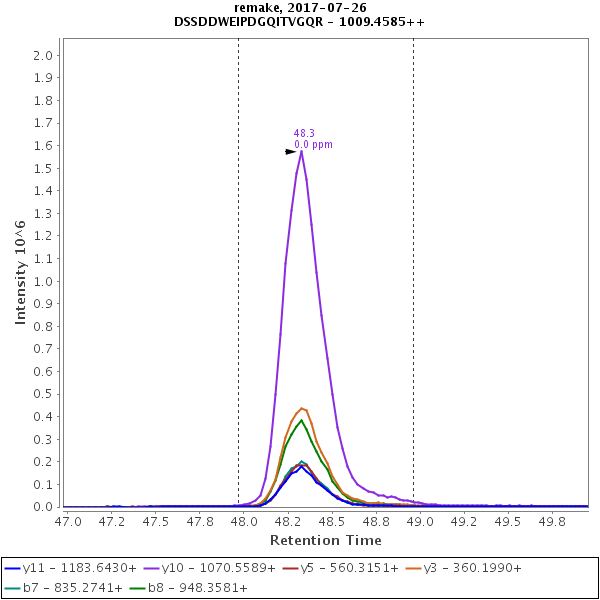 remake, 2017-07-26
DSSDDWEIPDGQITVGQR - 1009.4585++
2.0
1.9
1.8
1.7
1.6
1.5
1.4
1.3
1.2
1.1
1.0
0.9
0.8
0.7
0.6
0.5
0.4
0.3
0.2
0.1
0.0
Intensity 10^6
48.3
0.0 ppm
47.0 47.2 47.5 47.8 48.0 48.2 48.5 48.8 49.0 49.2 49.5 49.8
Retention Time
y11 - 1183.6430+ y10 - 1070.5589+ y5 - 560.3151+ y3 - 360.1990+
b7 - 835.2741+ b8 - 948.3581+